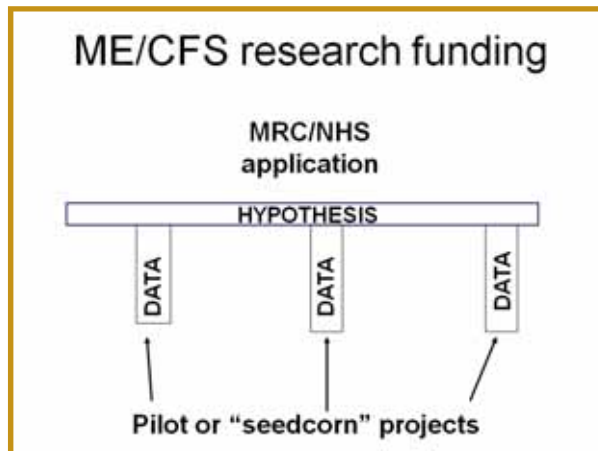 ME/CFS research funding
MRC/NHS
application
HYPOTHESIS
DATA
DATA
DATA
Pilot or “seedcorn” projects